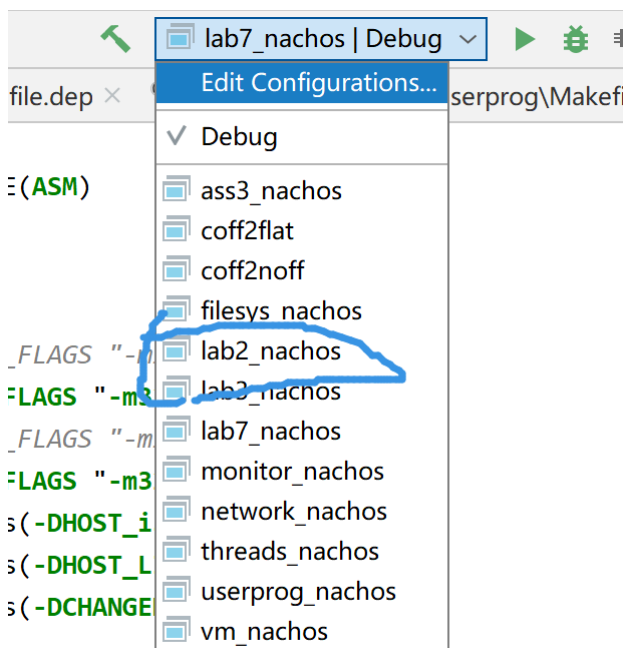 lab7_nachos | Debug
file.dep
Edit Configurations...
serprog\Makefi
Debug
E(ASM)
ass3_nachos
coff2flat
coff2noff
filesys_nachos
_FLAGS "-m
lab2_nachos
FLAGS "-m3
lab3_nachos
_FLAGS "-m
lab7_nachos
FLAGS "-m3
monitor_nachos
s(-DHOST_i
network_nachos
s(-DHOST_L
threads_nachos
s(-DCHANGE
userprog_nachos
vm_nachos